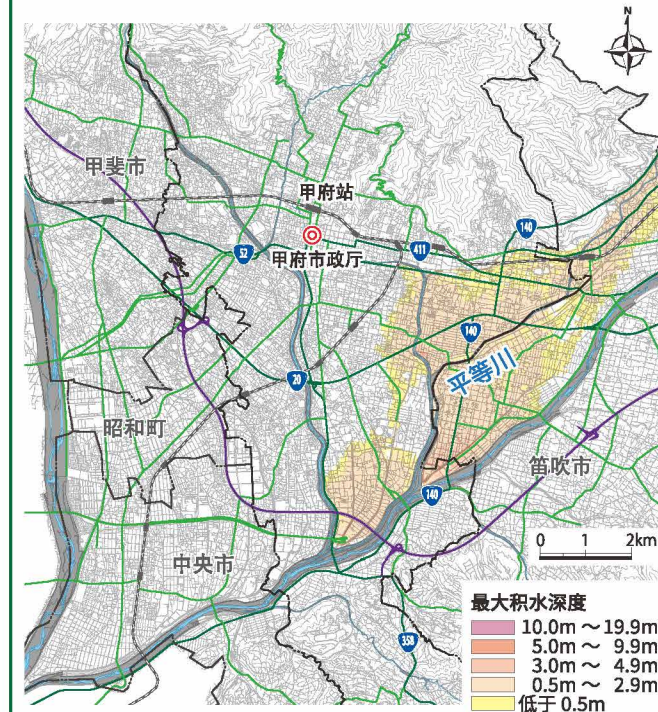 N
甲斐市
甲府站
甲府市政厅
52
411
140
140
平等川
20
昭和町
笛吹市
140
0 1 2km
中央市
358
最大积水深度
10.0m ～ 19.9m
5.0m ～ 9.9m
3.0m ～ 4.9m
0.5m ～ 2.9m
低于 0.5m